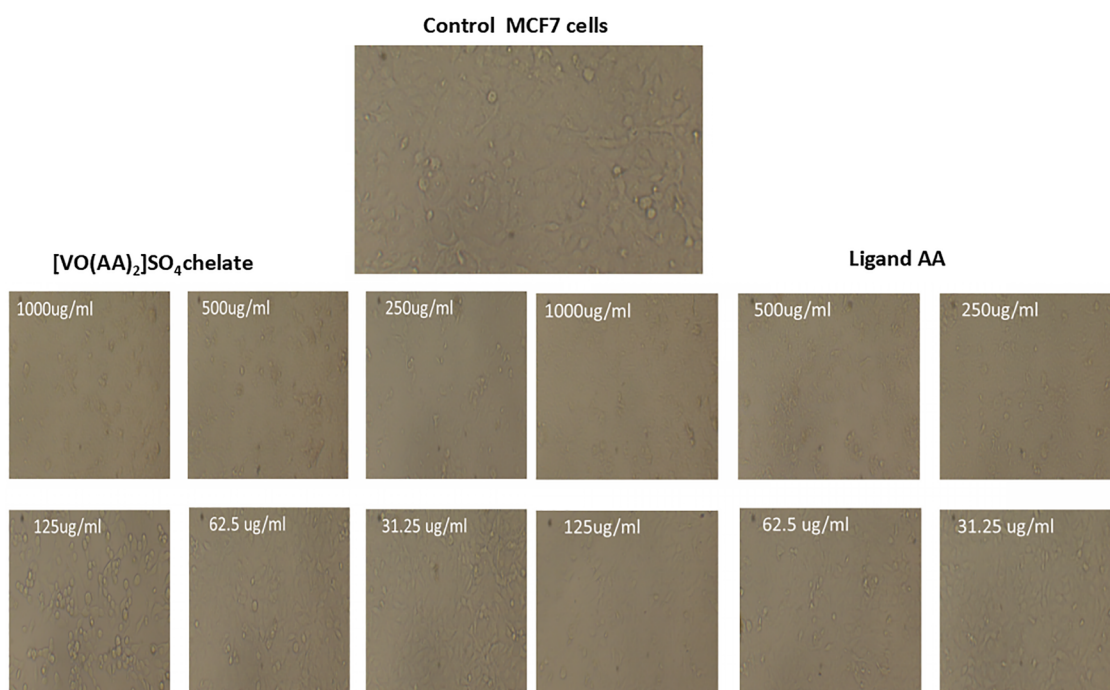 Control MCF7 cells
[VO(AA)₂]SO₄chelate
Ligand AA
1000ug/ml
500ug/ml
250ug/ml
1000ug/ml
500ug/ml
250ug/ml
125ug/ml
62.5 ug/ml
31.25 ug/ml
125ug/ml
62.5 ug/ml
31.25 ug/ml